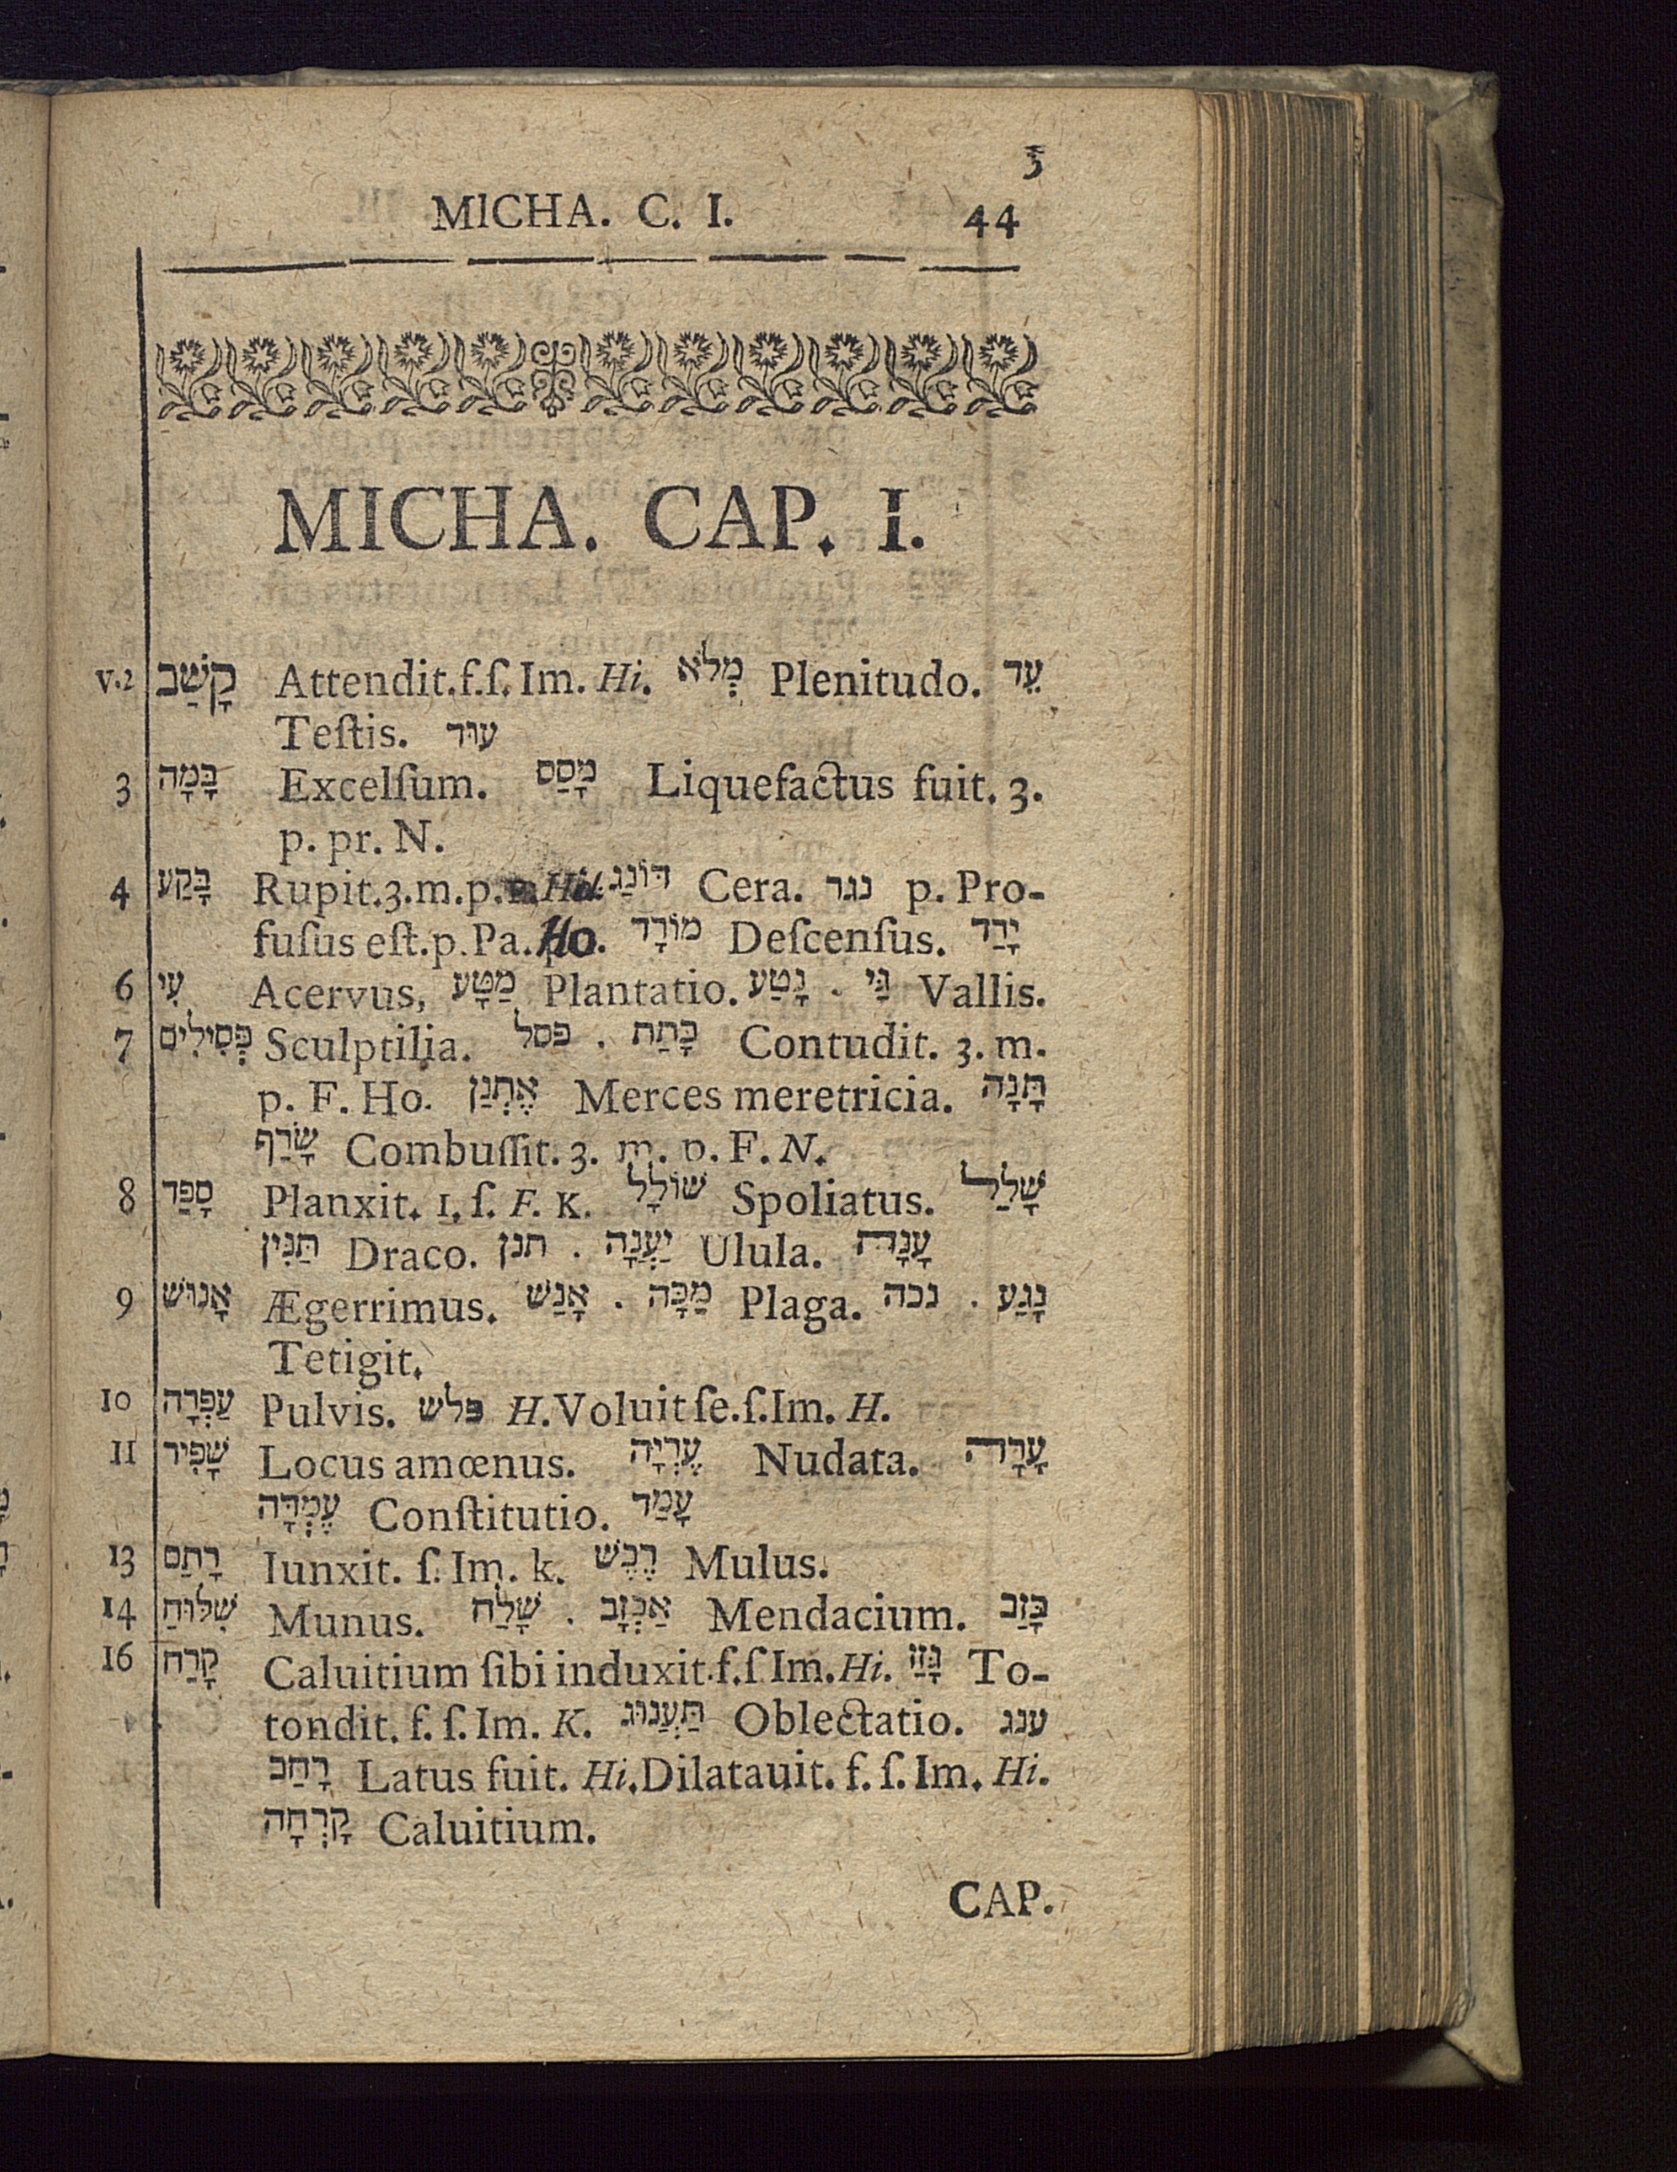 3
MICHA. C. I. 44
MICHA. CAP. I.
v.2 קָשַׁב Attendit.f.ſ. Im. Hi. מְלֹא Plenitudo. עֵד
Teſtis. עוּד
3 בָּמָה Excelſum. מָסַס Liquefactus fuit. 3.
p. pr. N.
4 בָּקַע Rupit.3.m.p. דּוֹנַג Cera. נגר p. Pro-
fuſus eſt.p.Pa.Ho. מוֹרָד Deſcenſus. יָרַד
6 עִי Acervus, מַטָּע Plantatio. נָטַע . גַּי Vallis.
7 פְּסִילִים Sculptilia. פסל . כָּתַת Contudit. 3. m.
p. F. Ho. אֶתְנַן Merces meretricia. תָּנָה
שָׂרַף Combuſſit. 3. m. p. F. N.
8 סָפַד Planxit. 1. ſ. F. K. שׁוֹלָל Spoliatus. שָׁלַל
תַּנִּין Draco. תנן . יַעְנָה Ulula. עָנָה
9 אָנוּשׁ Ægerrimus. אָנַשׁ . מַכָּה Plaga. נכה . נָגַע
Tetigit.
10 עַפְרָה Pulvis. פלש H.Voluit ſe.ſ.Im. H.
11 שָׁפִיר Locus amœnus. עֶרְיָה Nudata. עָרָה
עֶמְדָּה Conſtitutio. עָמַד
13 רָתַם Iunxit. ſ. Im. k. רֶכֶשׁ Mulus.
14 שִׁלּוּחַ Munus. שָׁלַח . אַכְזָב Mendacium. כָּזַב
16 קָרַח Caluitium ſibi induxit.f.ſ Im.Hi. גָּזַז To-
tondit. f. ſ. Im. K. תַּעֲנוּג Oblectatio. ענג
רָחַב Latus fuit. Hi.Dilatauit. f. ſ. Im. Hi.
קָרְחָה Caluitium.
CAP.